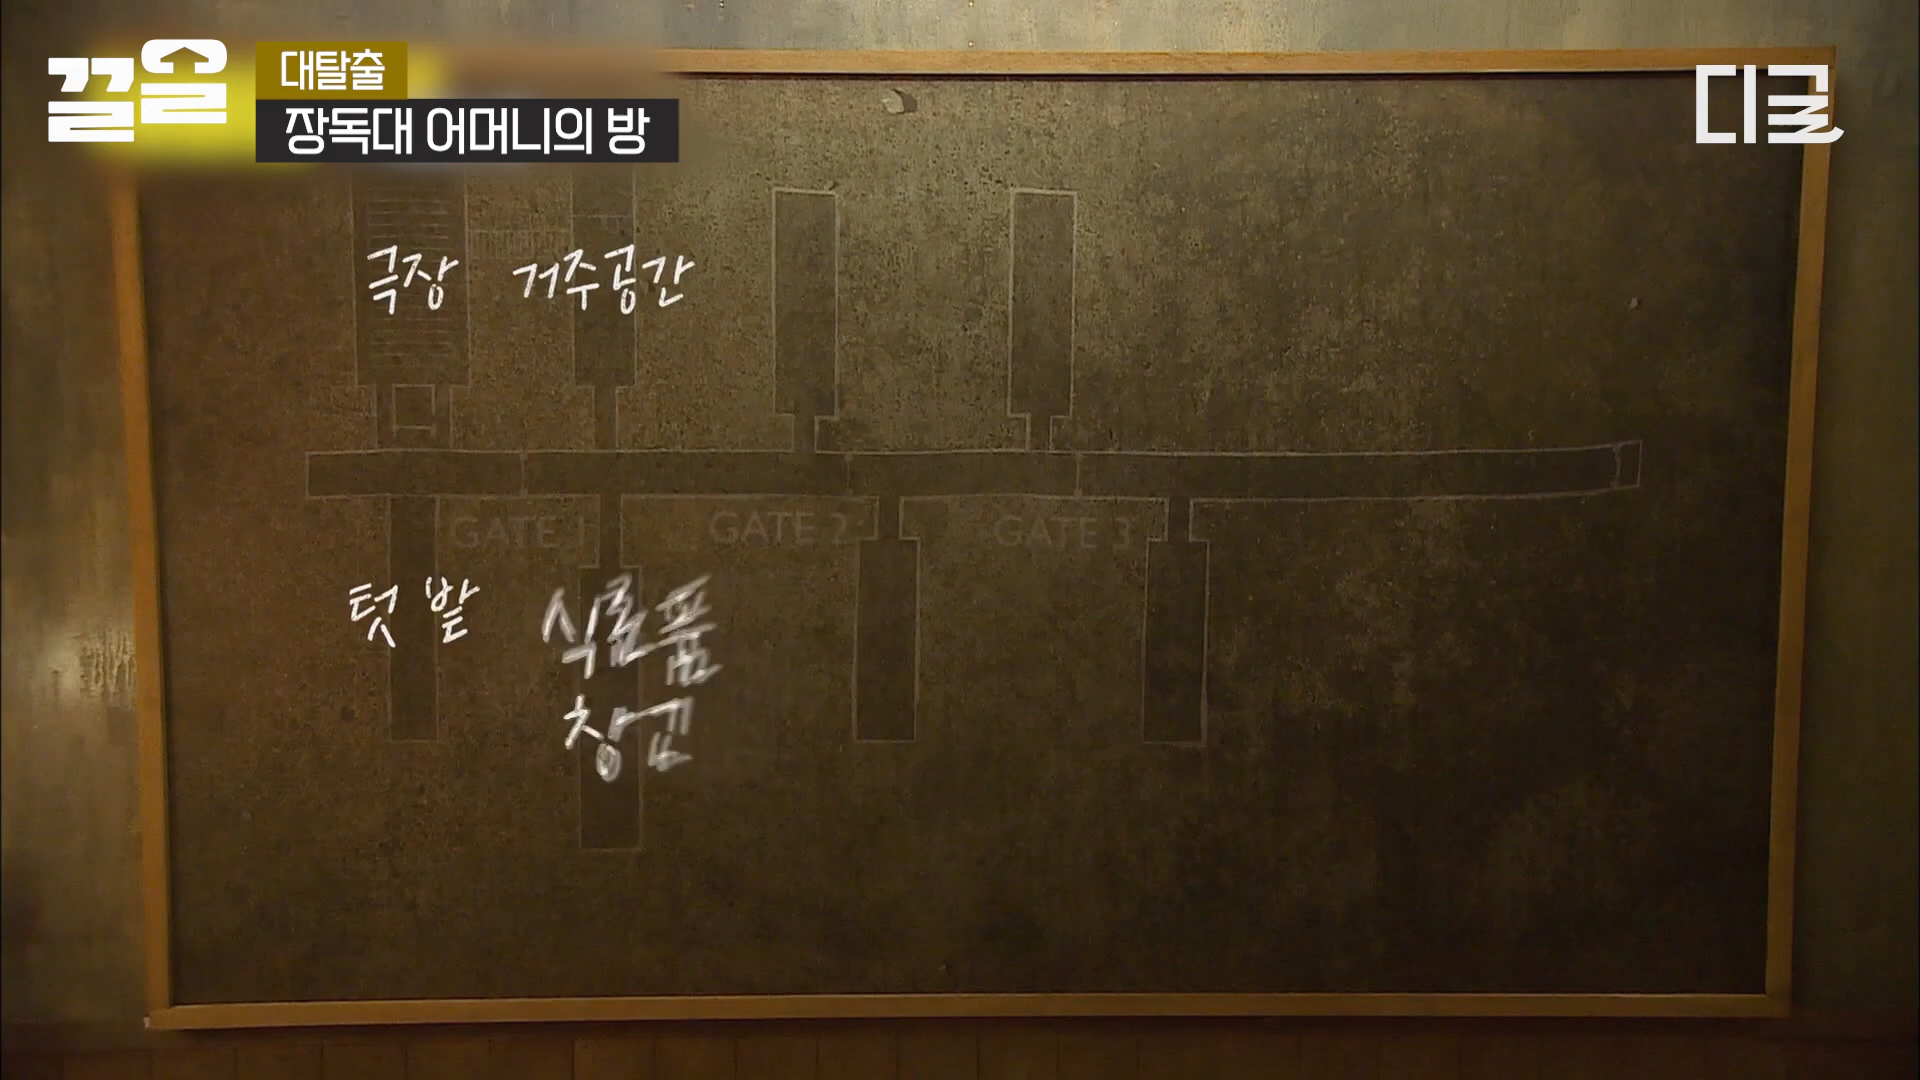 끌올
대탈출
장독대 어머니의 방
디글
극장 거주공간
GATE 1 GATE 2 GATE 3
텃밭 식료품
창고